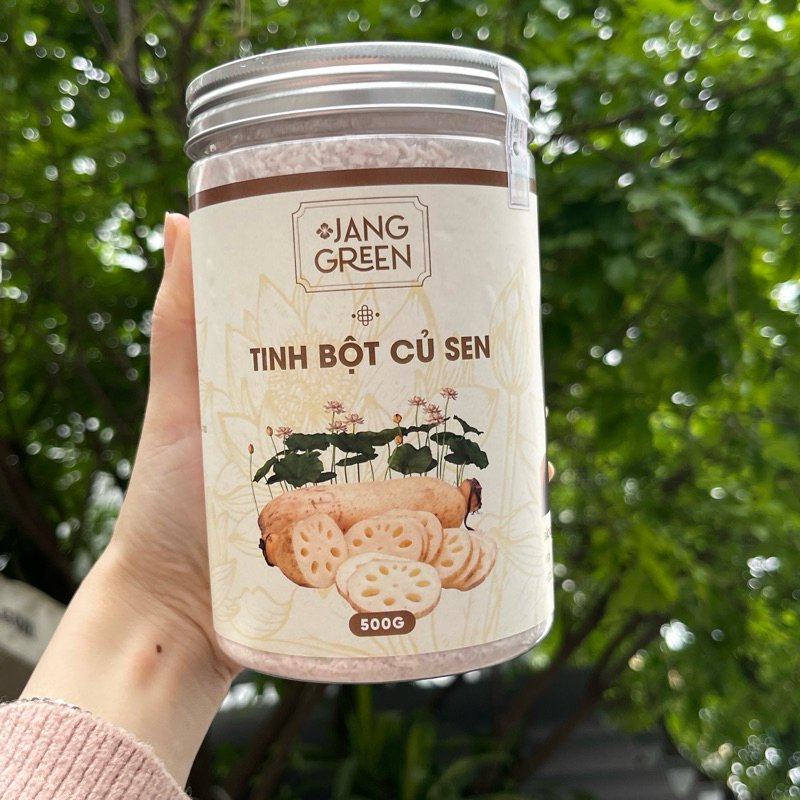 JANG
GREEN
TINH BỘT CỦ SEN
500G